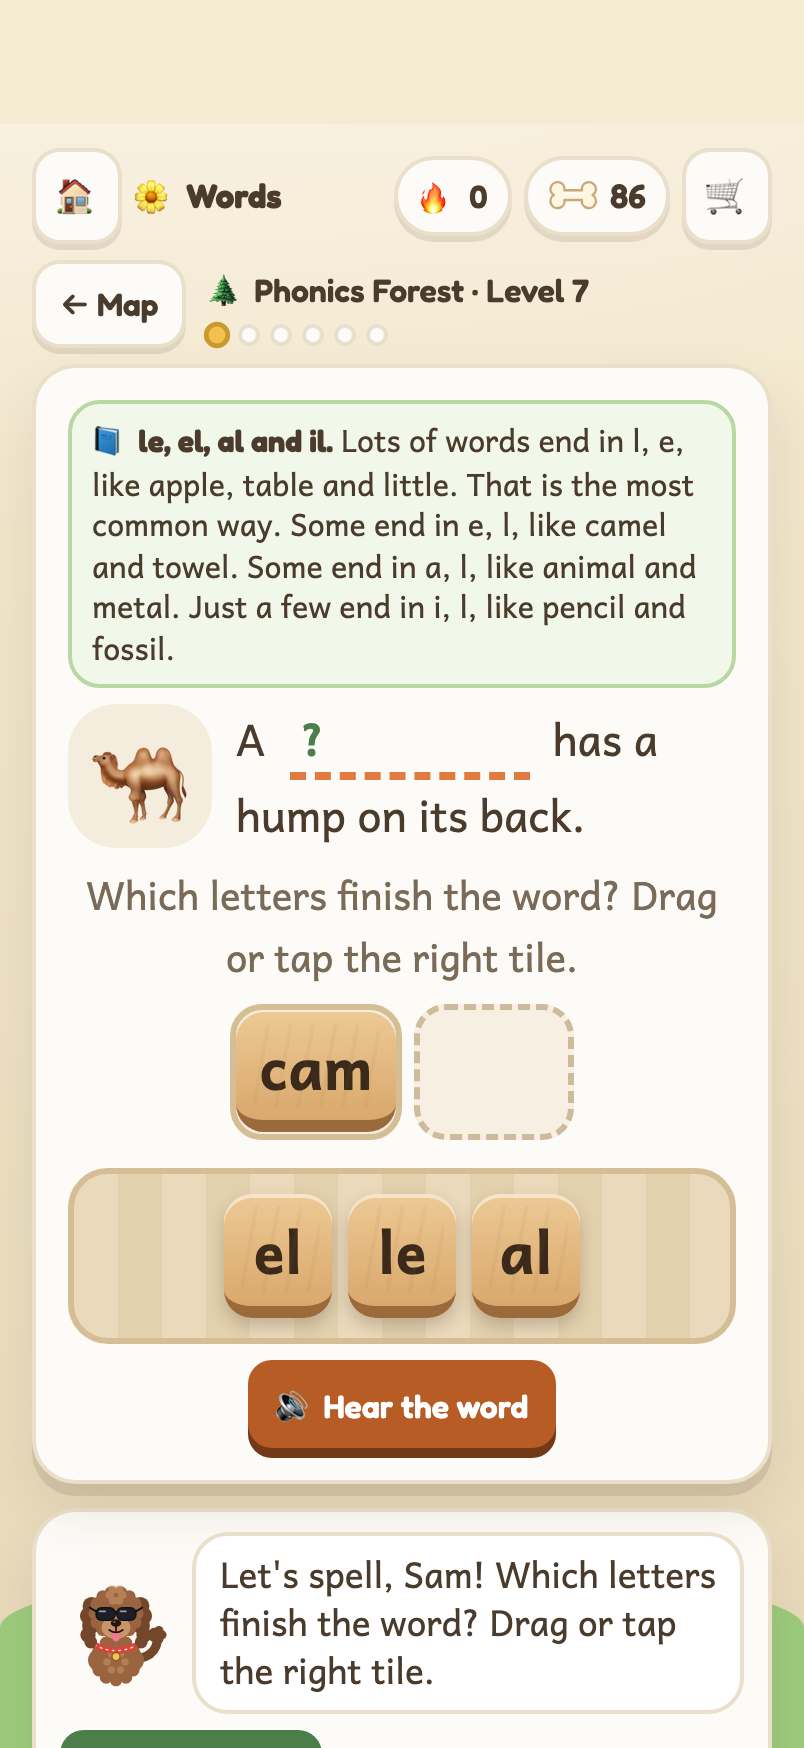 Words
0
86
← Map
Phonics Forest · Level 7
le, el, al and il. Lots of words end in l, e,
like apple, table and little. That is the most
common way. Some end in e, l, like camel
and towel. Some end in a, l, like animal and
metal. Just a few end in i, l, like pencil and
fossil.
A ? has a
hump on its back.
Which letters finish the word? Drag
or tap the right tile.
cam
el le al
Hear the word
Let's spell, Sam! Which letters
finish the word? Drag or tap
the right tile.